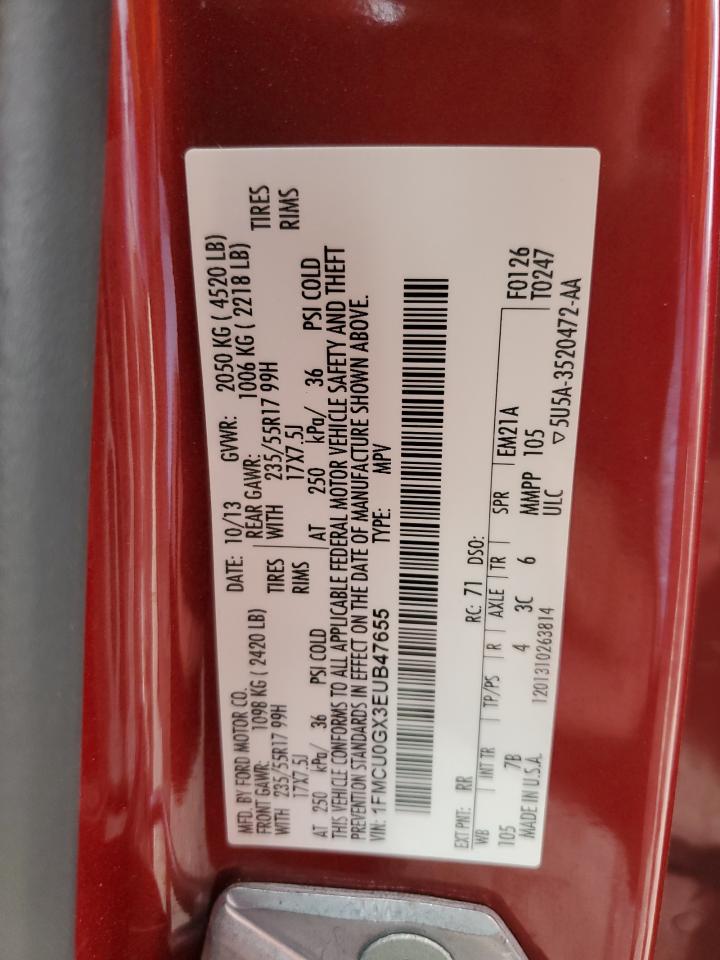 MFD. BY FORD MOTOR CO.
DATE: 10/13 GVWR: 2050 KG ( 4520 LB)
FRONT GAWR: 1098 KG ( 2420 LB)
REAR GAWR: 1006 KG ( 2218 LB)
WITH 235/55R17 99H TIRES
WITH 235/55R17 99H TIRES
17X7.5J RIMS
17X7.5J RIMS
AT 250 kPa/ 36 PSI COLD
AT 250 kPa/ 36 PSI COLD
THIS VEHICLE CONFORMS TO ALL APPLICABLE FEDERAL MOTOR VEHICLE SAFETY AND THEFT
PREVENTION STANDARDS IN EFFECT ON THE DATE OF MANUFACTURE SHOWN ABOVE.
VIN: 1FMCU0GX3EUB47655 TYPE: MPV
EXT PNT: RR RC: 71 DSO:
WB INT TR TP/PS R AXLE TR SPR EM21A F0126
105 7B 4 3C 6 MMPP 105 T0247
MADE IN U.S.A. 1201310263814 ULC ▽5U5A-3520472-AA